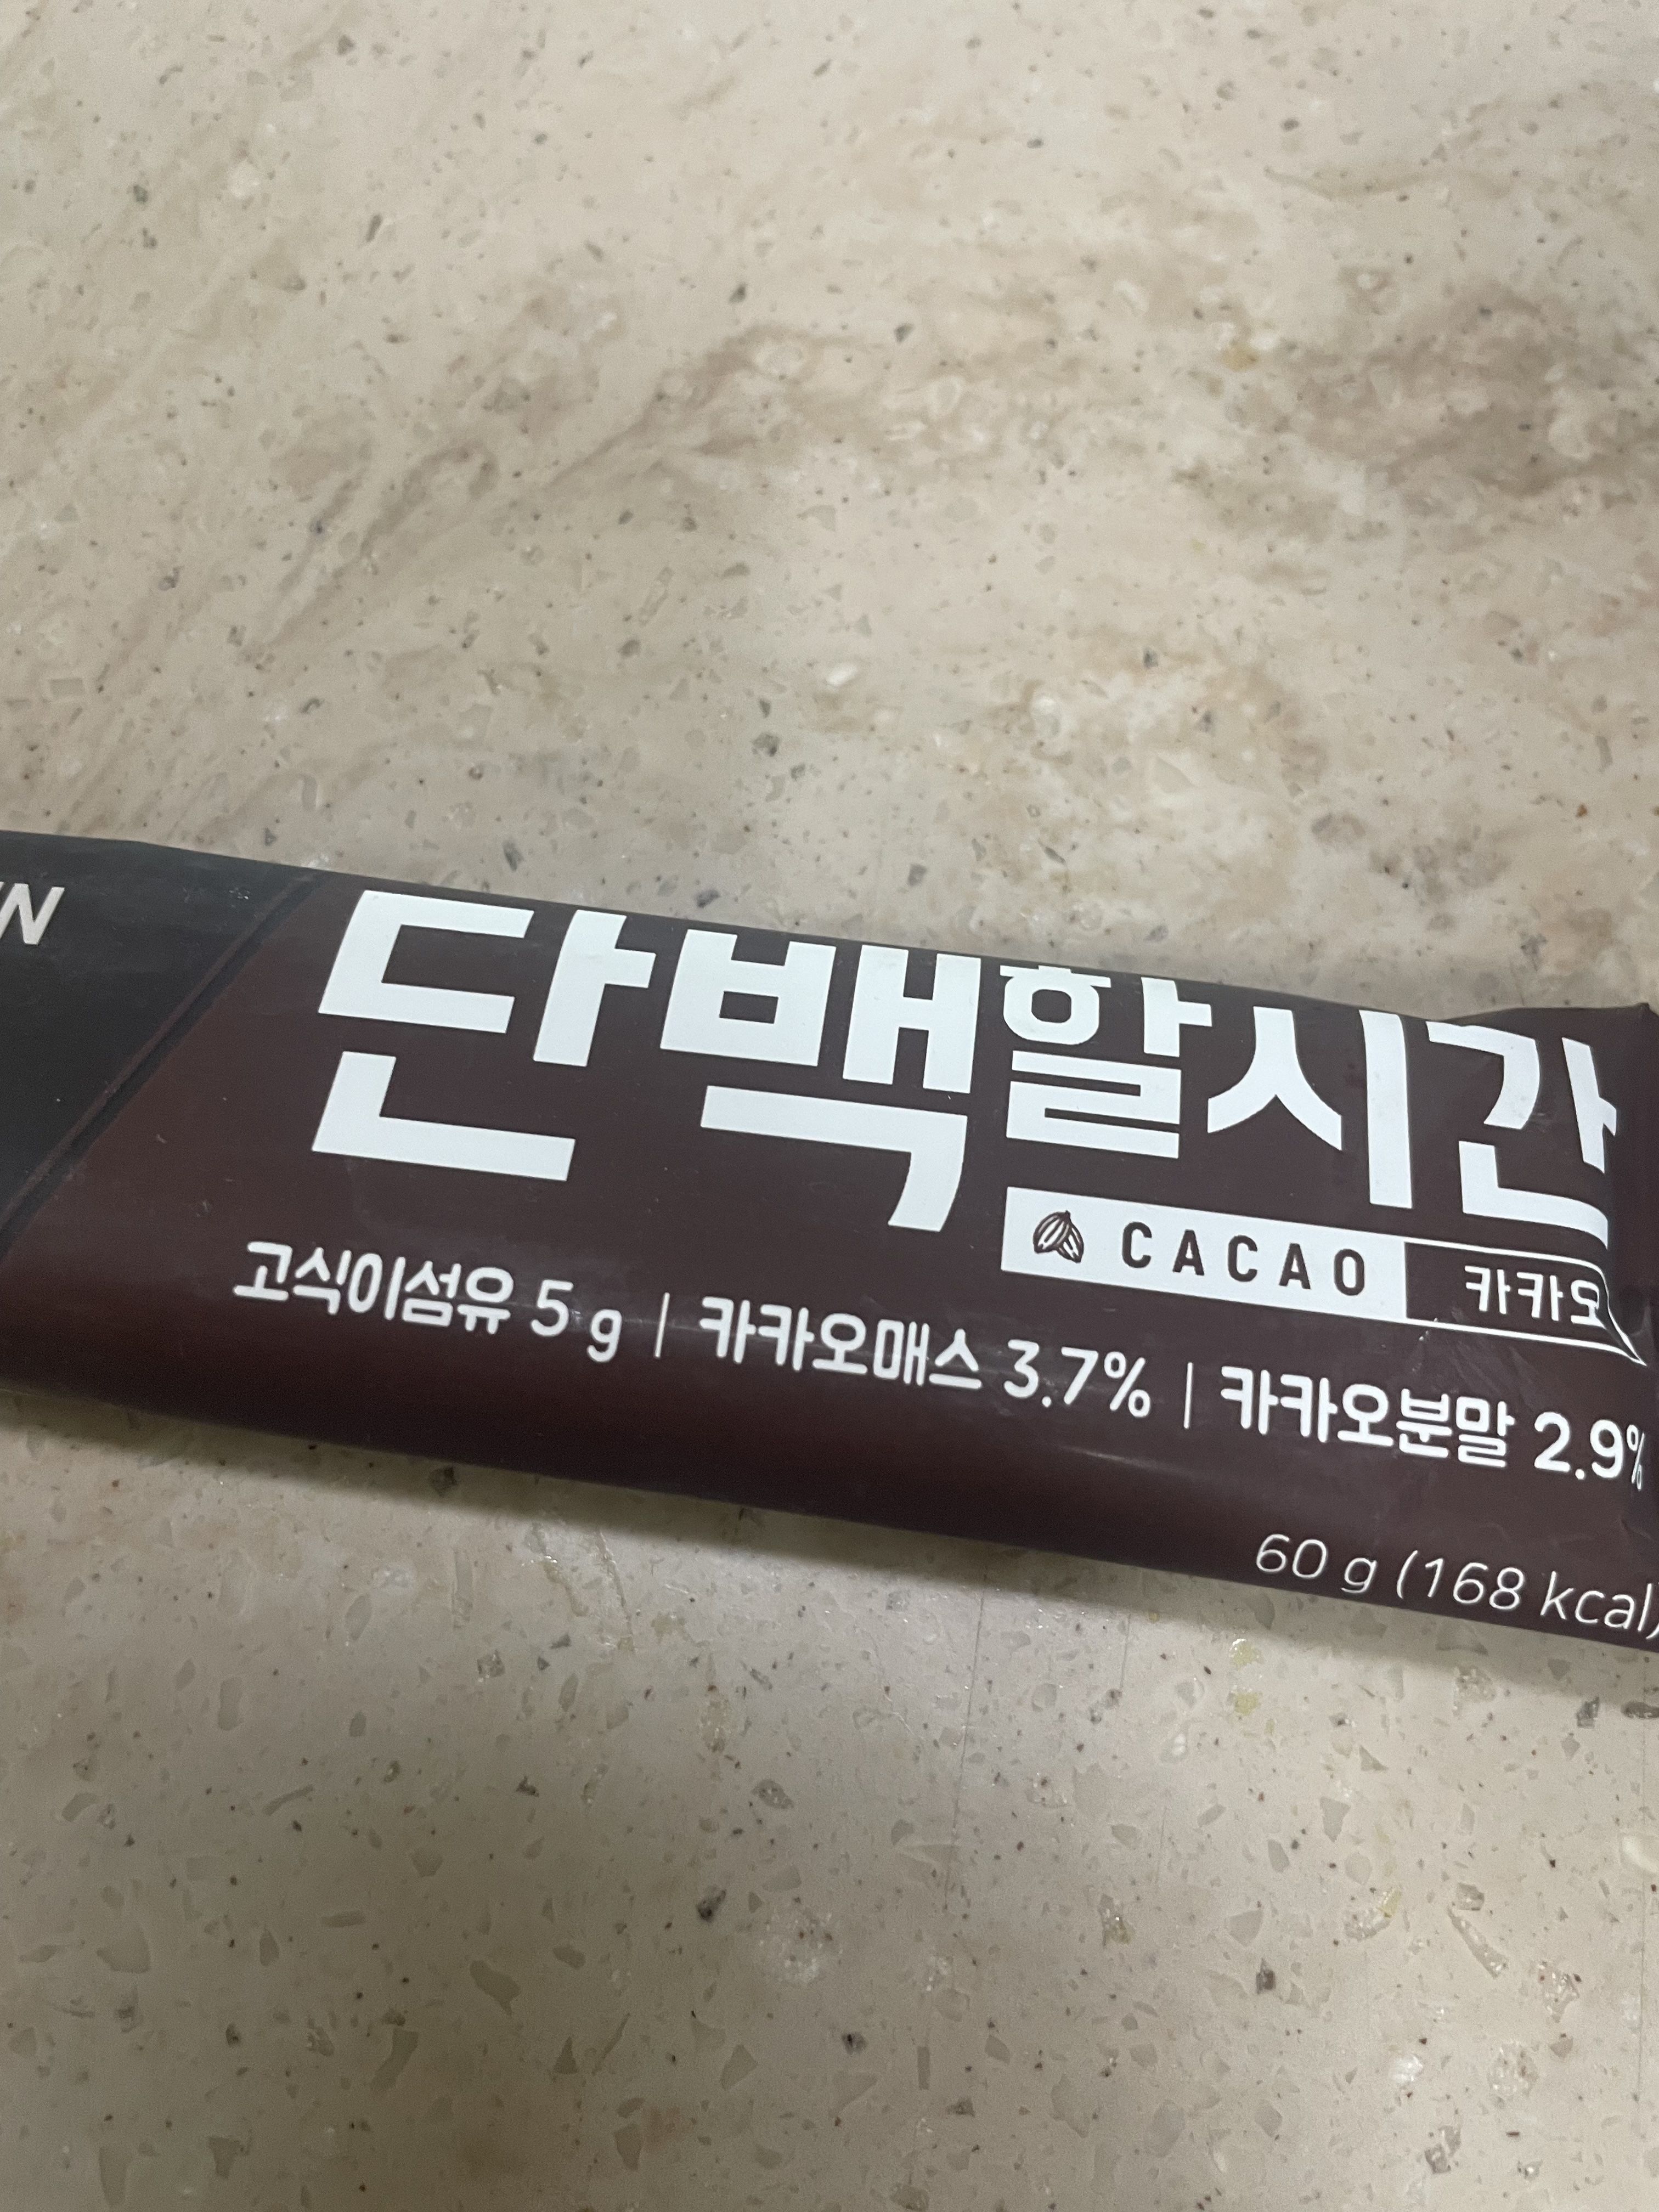 단백할시간
CACAO 카카오
고식이섬유 5 g | 카카오매스 3.7% | 카카오분말 2.9%
60 g (168 kcal)